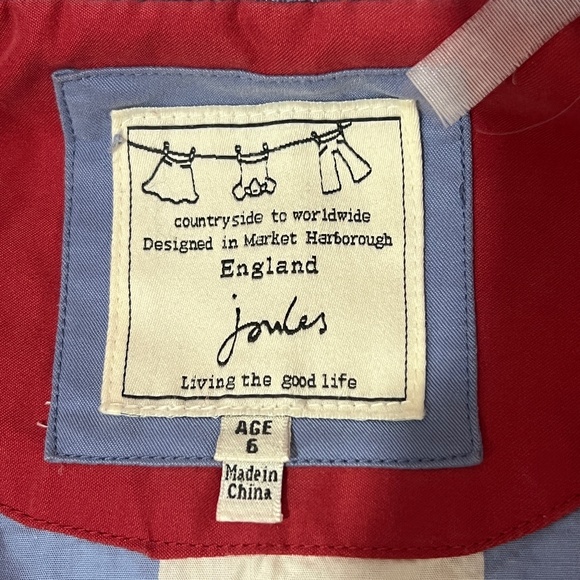 countryside to worldwide
Designed in Market Harborough
England
joules
Living the good life
AGE
6
Made in
China